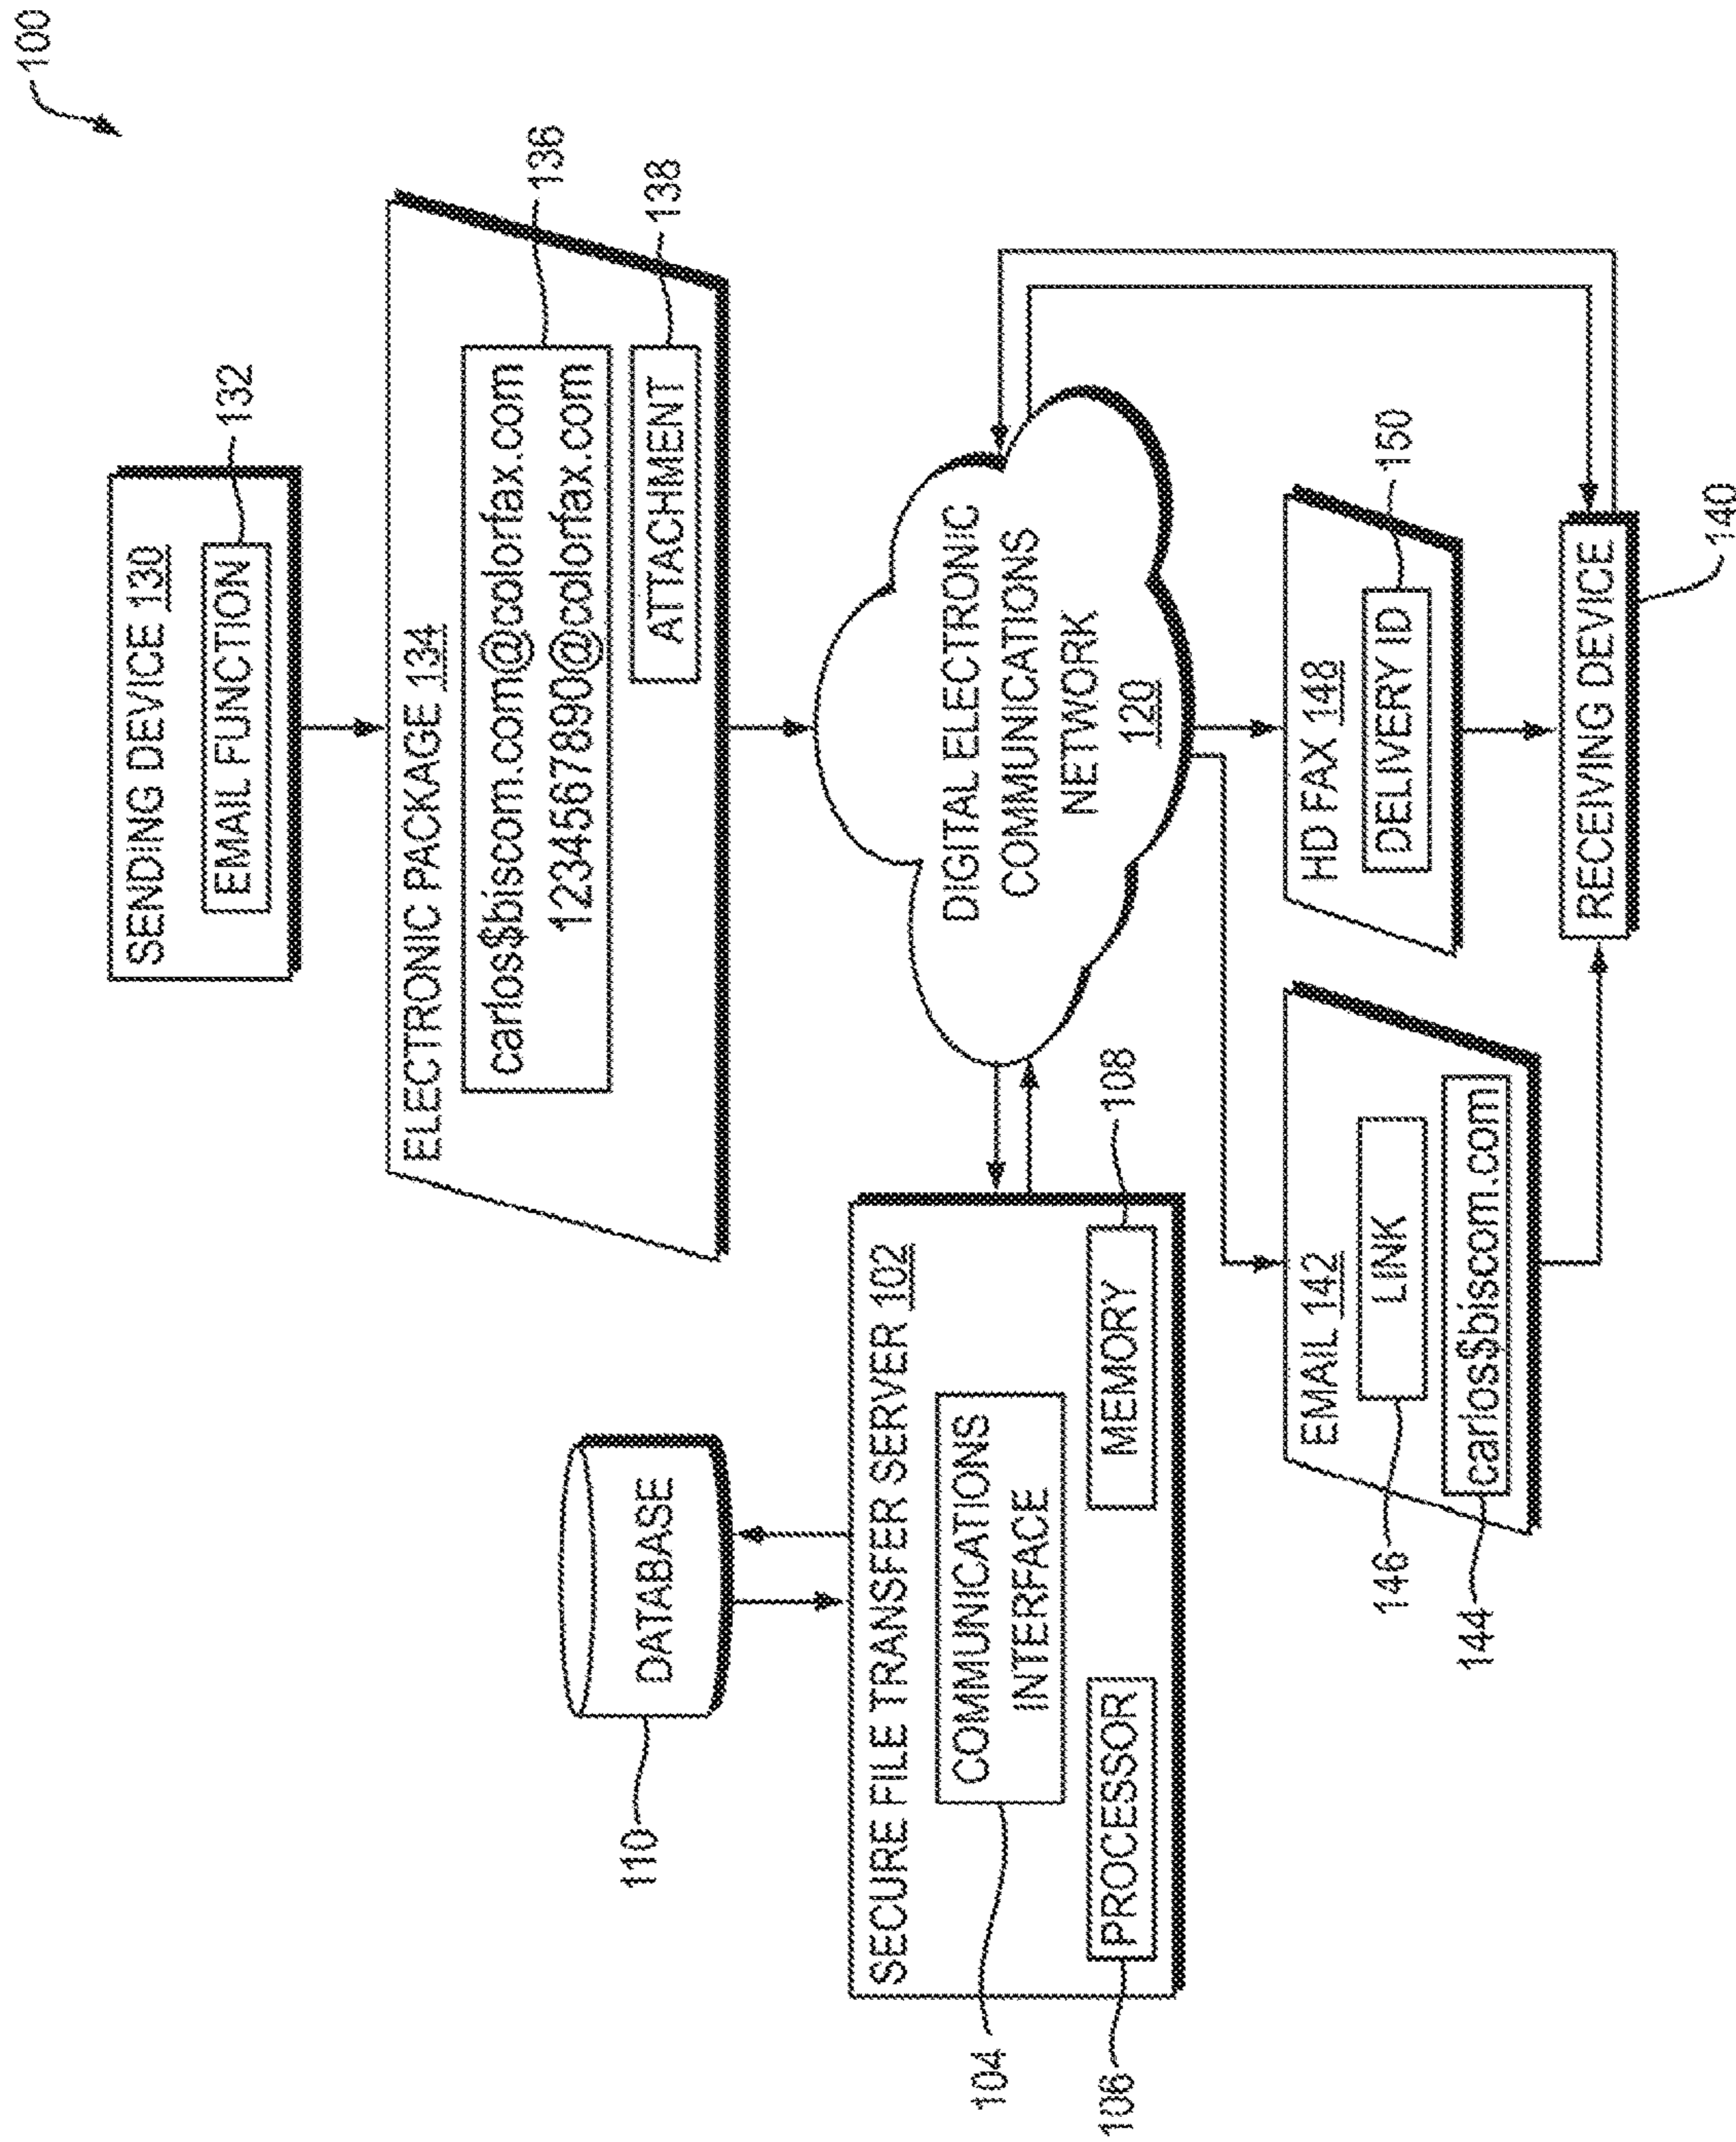 100
SENDING DEVICE 130
EMAIL FUNCTION
132
ELECTRONIC PACKAGE 134
carlos$biscom.com@colorfax.com
1234567890@colorfax.com
136
ATTACHMENT
138
DATABASE
110
SECURE FILE TRANSFER SERVER 102
COMMUNICATIONS
INTERFACE
104
PROCESSOR
106
MEMORY
108
DIGITAL ELECTRONIC
COMMUNICATIONS
NETWORK
120
EMAIL 142
LINK
146
carlos$biscom.com
144
HD FAX 148
DELIVERY ID
150
RECEIVING DEVICE
140